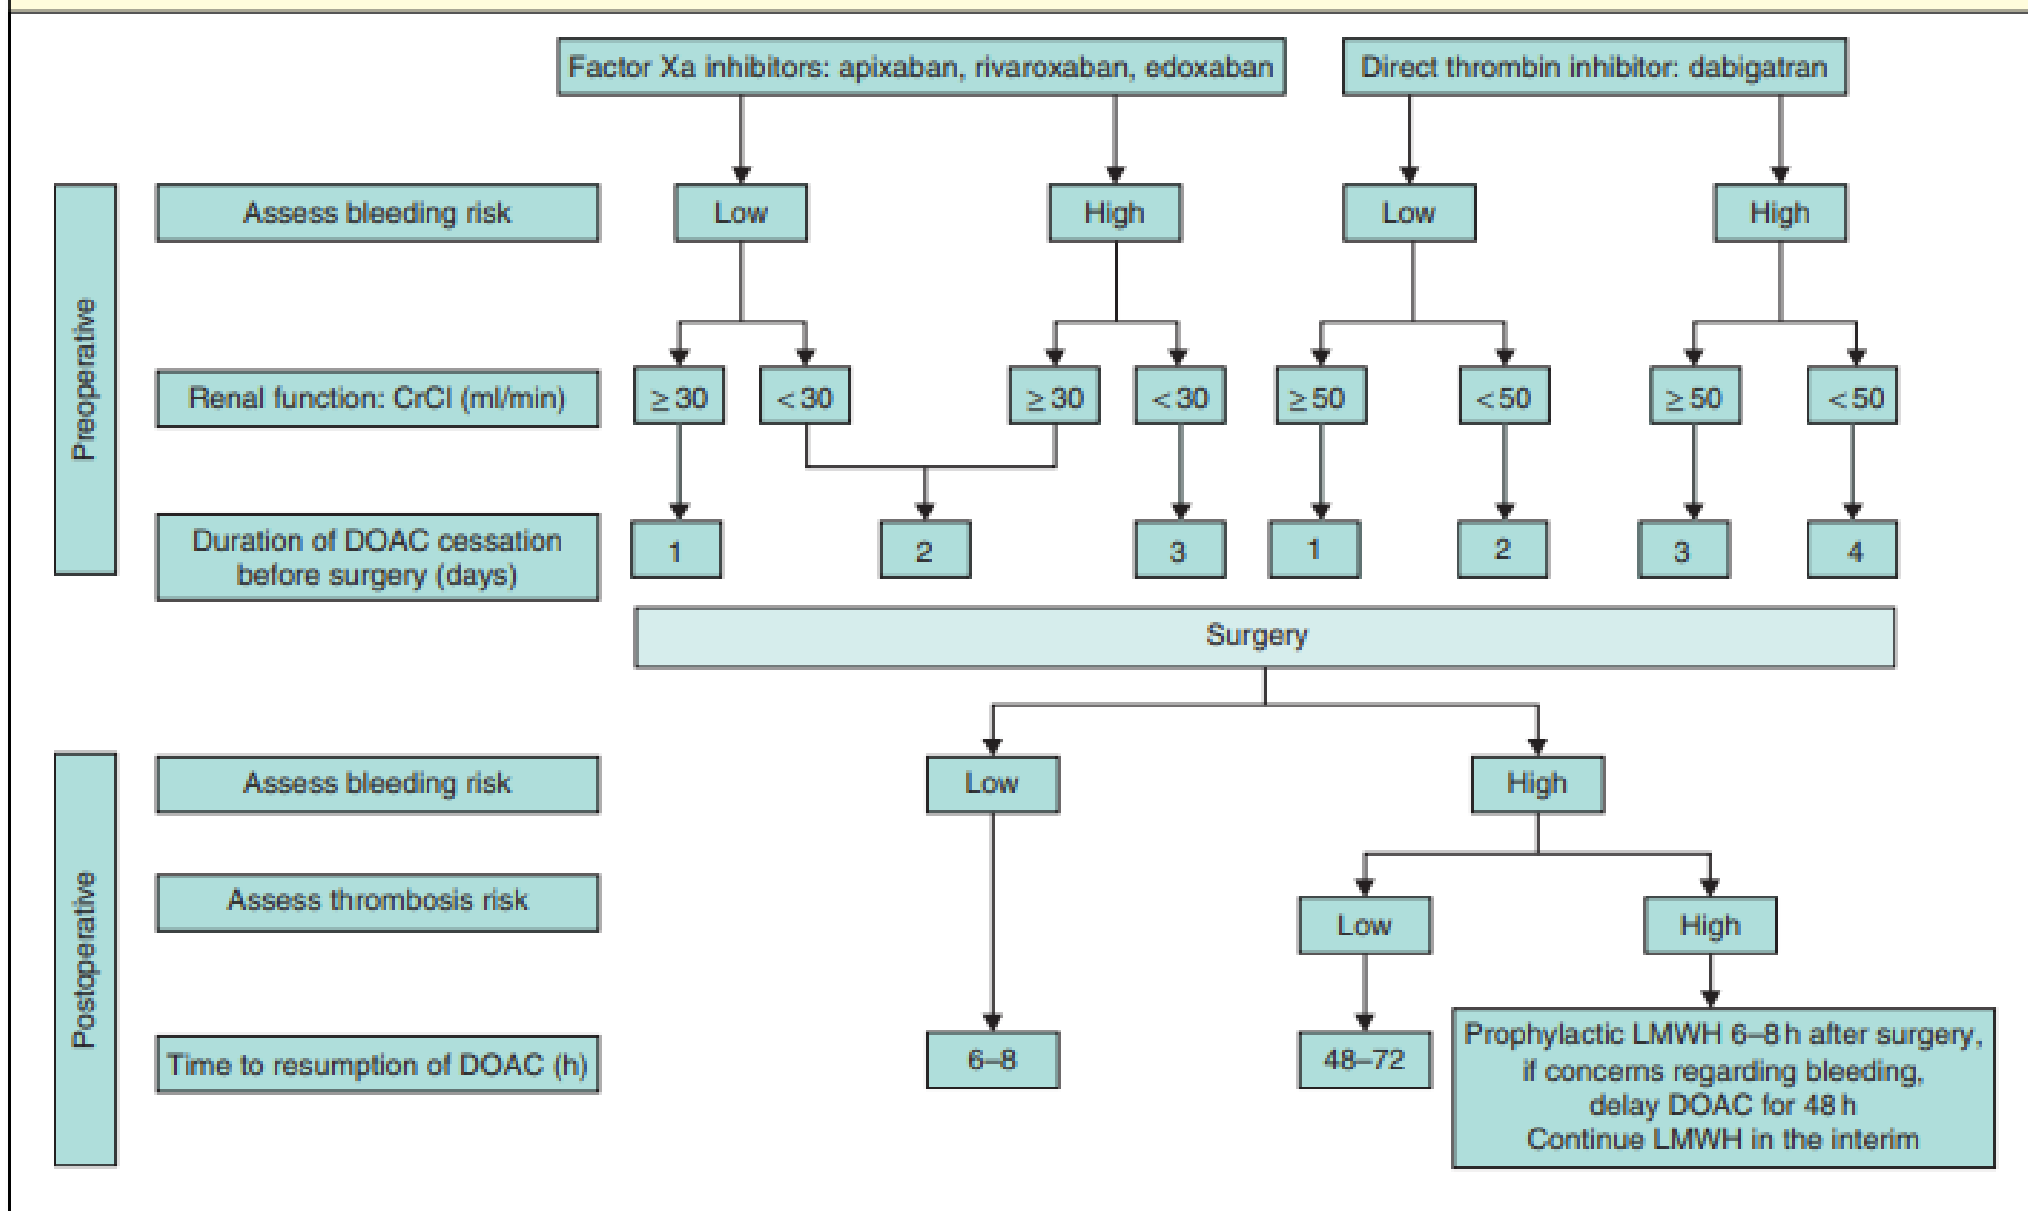 Factor Xa inhibitors: apixaban, rivaroxaban, edoxaban
Direct thrombin inhibitor: dabigatran
Preoperative
Assess bleeding risk
Low
High
Low
High
Renal function: CrCl (ml/min)
≥ 30
< 30
≥ 30
< 30
≥ 50
< 50
≥ 50
< 50
Duration of DOAC cessation
before surgery (days)
1
2
3
1
2
3
4
Surgery
Postoperative
Assess bleeding risk
Low
High
Assess thrombosis risk
Low
High
Time to resumption of DOAC (h)
6–8
48–72
Prophylactic LMWH 6–8 h after surgery,
if concerns regarding bleeding,
delay DOAC for 48 h
Continue LMWH in the interim